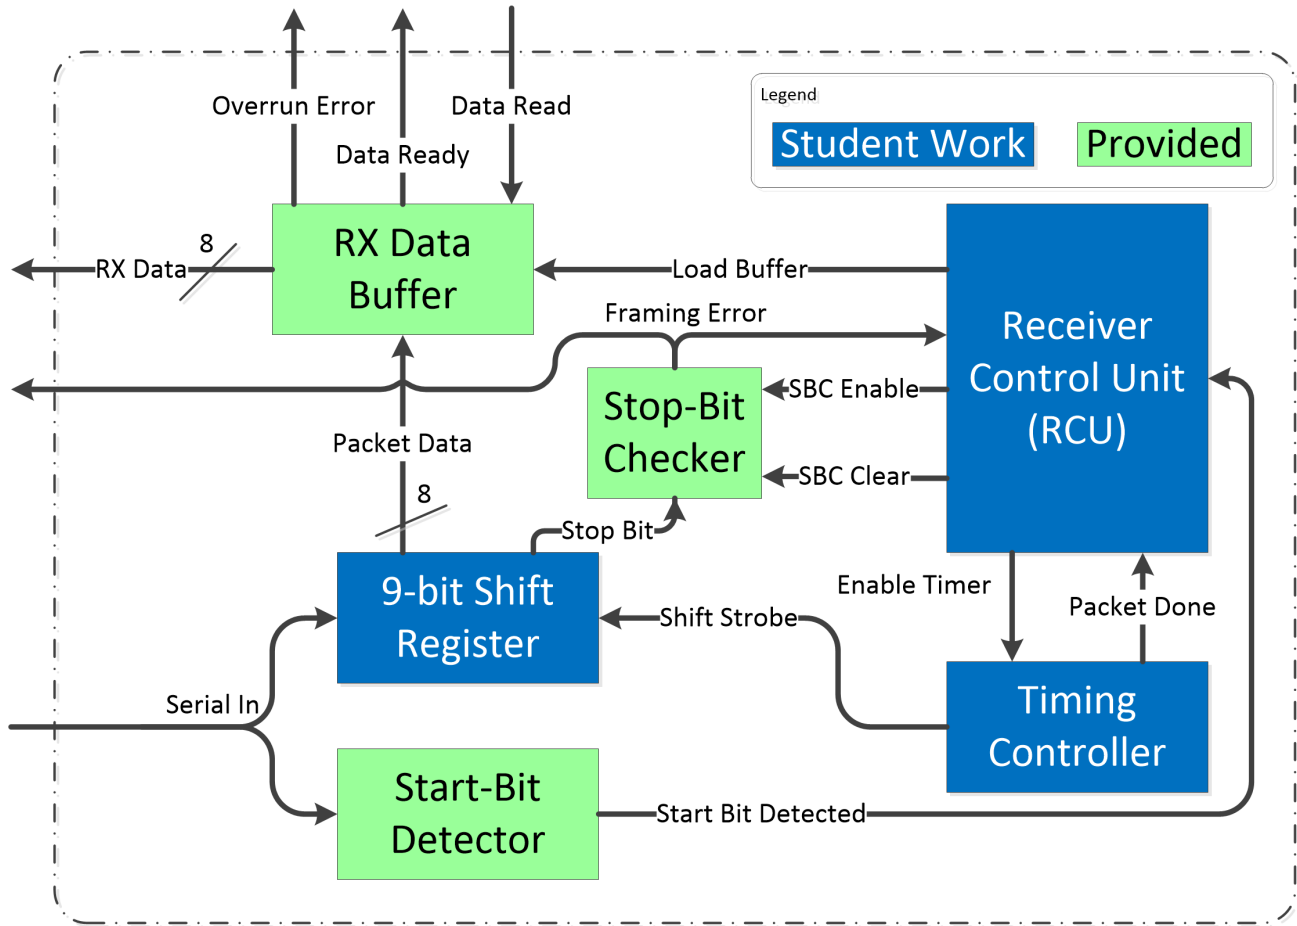 Overrun Error
Data Read
Data Ready
Legend
Student Work
Provided
8
RX Data
RX Data
Buffer
Load Buffer
Framing Error
Receiver
Control Unit
(RCU)
Stop-Bit
Checker
SBC Enable
SBC Clear
Packet Data
8
Stop Bit
9-bit Shift
Register
Shift Strobe
Enable Timer
Packet Done
Serial In
Timing
Controller
Start-Bit
Detector
Start Bit Detected